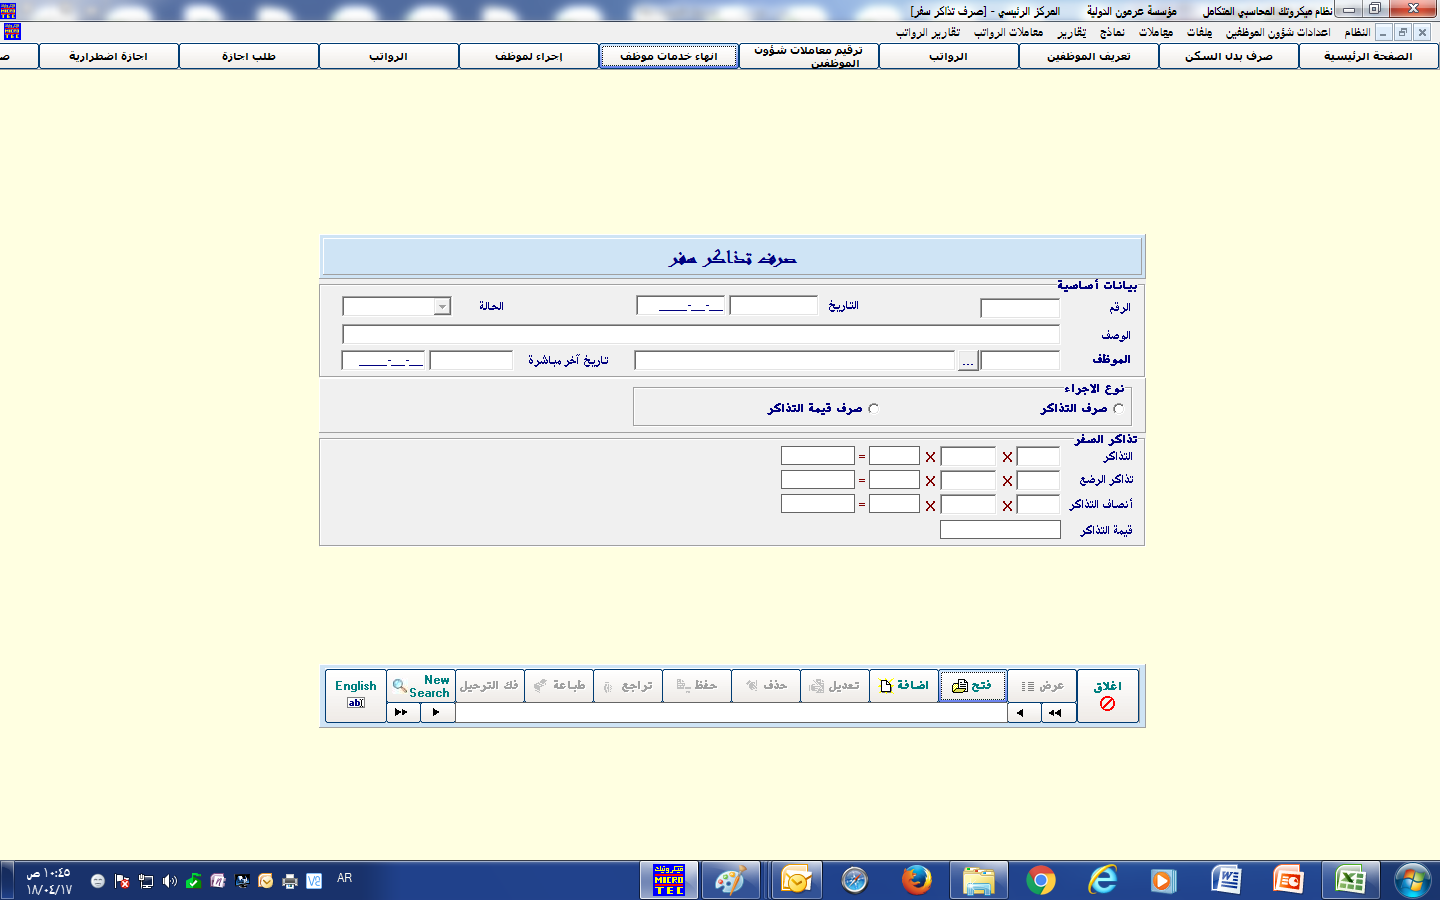 نظام ميكروتك المحاسبي المتكامل مؤسسة عرمون الدولية المركز الرئيسي - [صرف تذاكر سفر]
النظام اعدادات شؤون الموظفين ملفات معاملات نماذج تقارير معاملات الرواتب تقارير الرواتب
الصفحة الرئيسية صرف بدل السكن تعريف الموظفين الرواتب ترقيم معاملات شؤون الموظفين انهاء خدمات موظف إجراء لموظف الرواتب طلب اجازة اجازة اضطرارية
صرف تذاكر سفر
بيانات أساسية
الرقم التاريخ __-__-____ الحالة
الوصف
الموظف ... تاريخ آخر مباشرة __-__-____
نوع الاجراء
صرف التذاكر صرف قيمة التذاكر
تذاكر السفر
التذاكر X X =
تذاكر الرضع X X =
أنصاف التذاكر X X =
قيمة التذاكر
اغلاق عرض فتح اضافة تعديل حذف حفظ تراجع طباعة فك الترحيل New Search English
ab
MICRO TEC
AR
١٠:٤٥ ص
١٨/٠٤/١٧